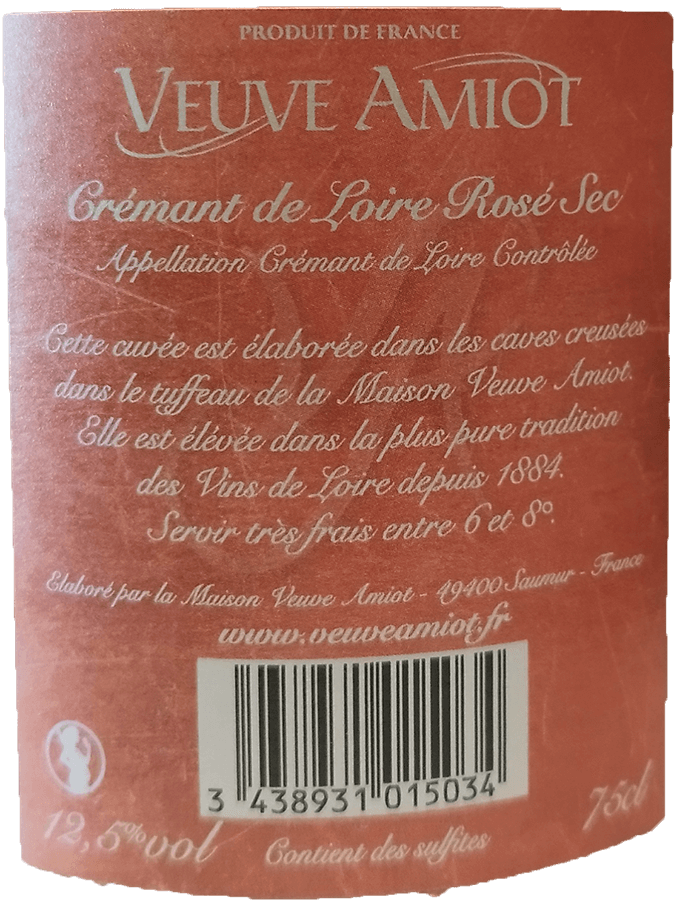 PRODUIT DE FRANCE
VEUVE AMIOT
Crémant de Loire Rosé Sec
Appellation Crémant de Loire Contrôlée
Cette cuvée est élaborée dans les caves creusées
dans le tuffeau de la Maison Veuve Amiot.
Elle est élévée dans la plus pure tradition
des Vins de Loire depuis 1884.
Servir très frais entre 6 et 8°.
Elaboré par la Maison Veuve Amiot - 49400 Saumur - France
www.veuveamiot.fr
3 438931 015034
12,5%vol
Contient des sulfites
75cl